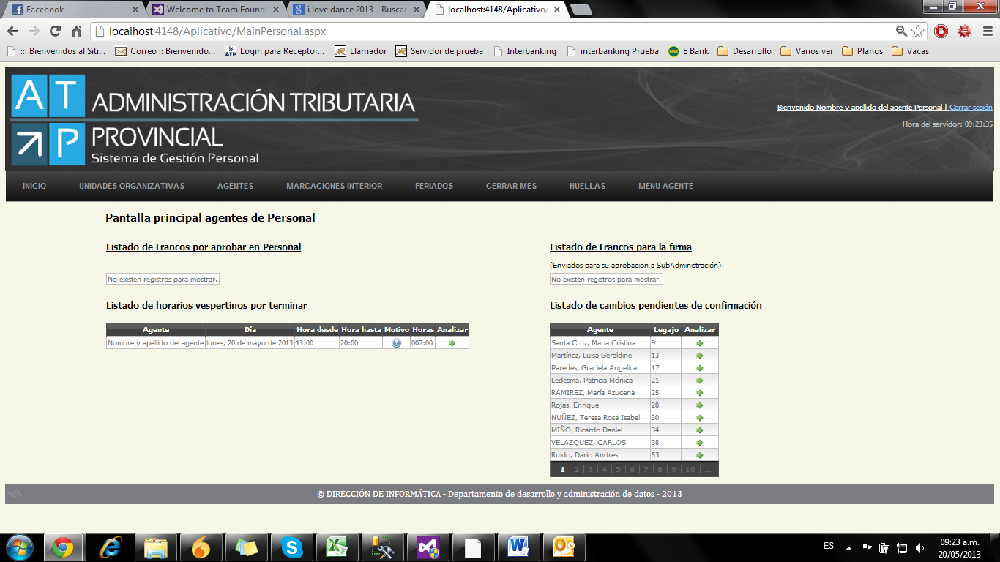 Facebook
Welcome to Team Founda
i love dance 2013 - Buscar
localhost:4148/Aplicativo/
localhost:4148/Aplicativo/MainPersonal.aspx
::: Bienvenidos al Siti...
Correo :: Bienvenido...
ATP
Login para Receptor...
Llamador
Servidor de prueba
Interbanking
interbanking Prueba
LINK
E Bank
Desarrollo
Varios ver
Planos
Vacas
AT
ADMINISTRACIÓN TRIBUTARIA
P
PROVINCIAL
Sistema de Gestión Personal
Bienvenido Nombre y apellido del agente Personal | Cerrar sesión
Hora del servidor: 09:23:35
INICIO UNIDADES ORGANIZATIVAS AGENTES MARCACIONES INTERIOR FERIADOS CERRAR MES HUELLAS MENU AGENTE
Pantalla principal agentes de Personal
Listado de Francos por aprobar en Personal
No existen registros para mostrar.
Listado de Francos para la firma
(Enviados para su aprobación a SubAdministración)
No existen registros para mostrar.
Listado de horarios vespertinos por terminar
Agente Día Hora desde Hora hasta Motivo Horas Analizar
Nombre y apellido del agente lunes, 20 de mayo de 2013 13:00 20:00 007:00
Listado de cambios pendientes de confirmación
Agente Legajo Analizar
Santa Cruz, María Cristina 9
Martínez, Luisa Geraldine 13
Paredes, Graciela Angelica 17
Ledesma, Patricia Mónica 21
RAMIREZ, María Azucena 25
Rojas, Enrique 28
NUÑEZ, Teresa Rosa Isabel 30
MIÑO, Ricardo Daniel 34
VELAZQUEZ, CARLOS 38
Ruido, Darío Andres 53
1 | 2 | 3 | 4 | 5 | 6 | 7 | 8 | 9 | 10 | ...
© DIRECCIÓN DE INFORMÁTICA - Departamento de desarrollo y administración de datos - 2013
ES
09:23 a.m.
20/05/2013